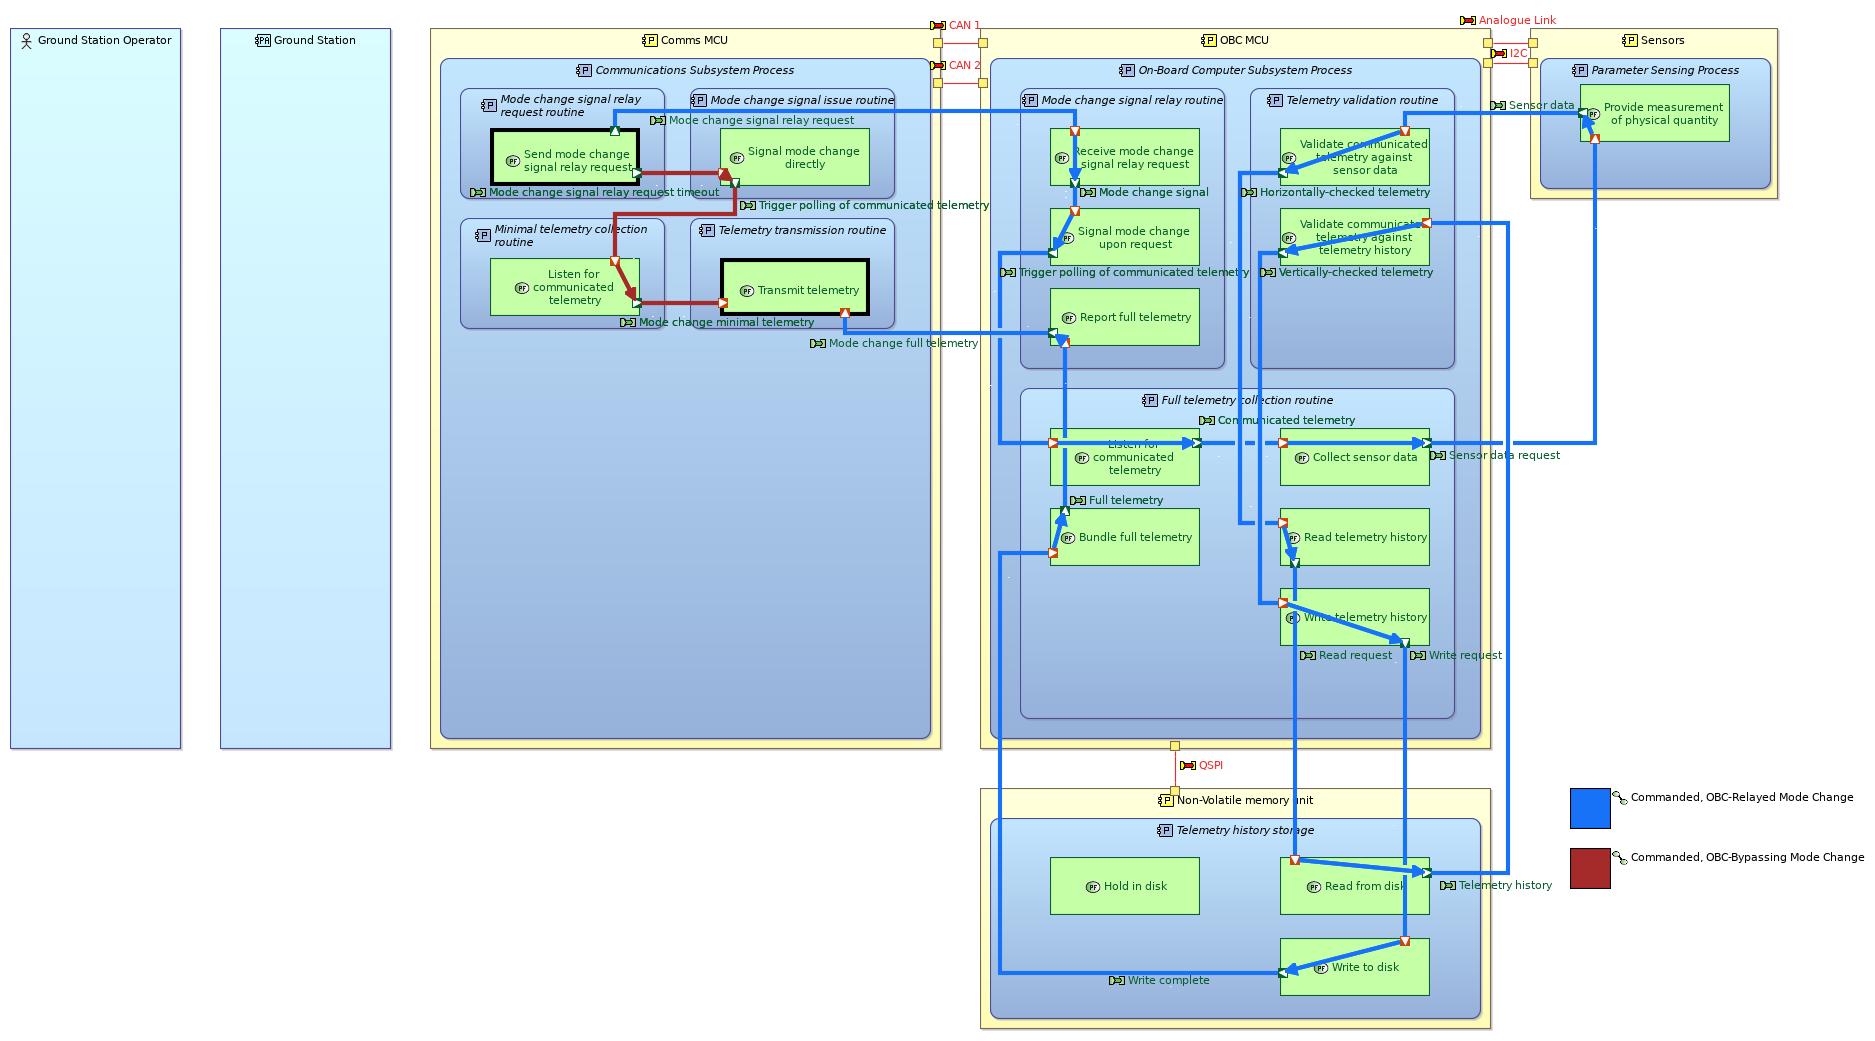 CAN 1
Analogue Link
Ground Station Operator
Ground Station
Comms MCU
OBC MCU
Sensors
I2C
CAN 2
Communications Subsystem Process
On-Board Computer Subsystem Process
Parameter Sensing Process
Mode change signal relay
request routine
Mode change signal issue routine
Mode change signal relay routine
Telemetry validation routine
Sensor data
Provide measurement
of physical quantity
Mode change signal relay request
Send mode change
signal relay request
Signal mode change
directly
Receive mode change
signal relay request
Validate communicated
telemetry against
sensor data
Mode change signal relay request timeout
Mode change signal
Horizontally-checked telemetry
Trigger polling of communicated telemetry
Minimal telemetry collection
routine
Telemetry transmission routine
Signal mode change
upon request
Validate communicated
telemetry against
telemetry history
Listen for
communicated
telemetry
Transmit telemetry
Trigger polling of communicated telemetry
Vertically-checked telemetry
Mode change minimal telemetry
Report full telemetry
Mode change full telemetry
Full telemetry collection routine
Communicated telemetry
Listen for
communicated
telemetry
Collect sensor data
Sensor data request
Full telemetry
Bundle full telemetry
Read telemetry history
Write telemetry history
Read request
Write request
QSPI
Non-Volatile memory unit
Telemetry history storage
Commanded, OBC-Relayed Mode Change
Commanded, OBC-Bypassing Mode Change
Hold in disk
Read from disk
Telemetry history
Write to disk
Write complete